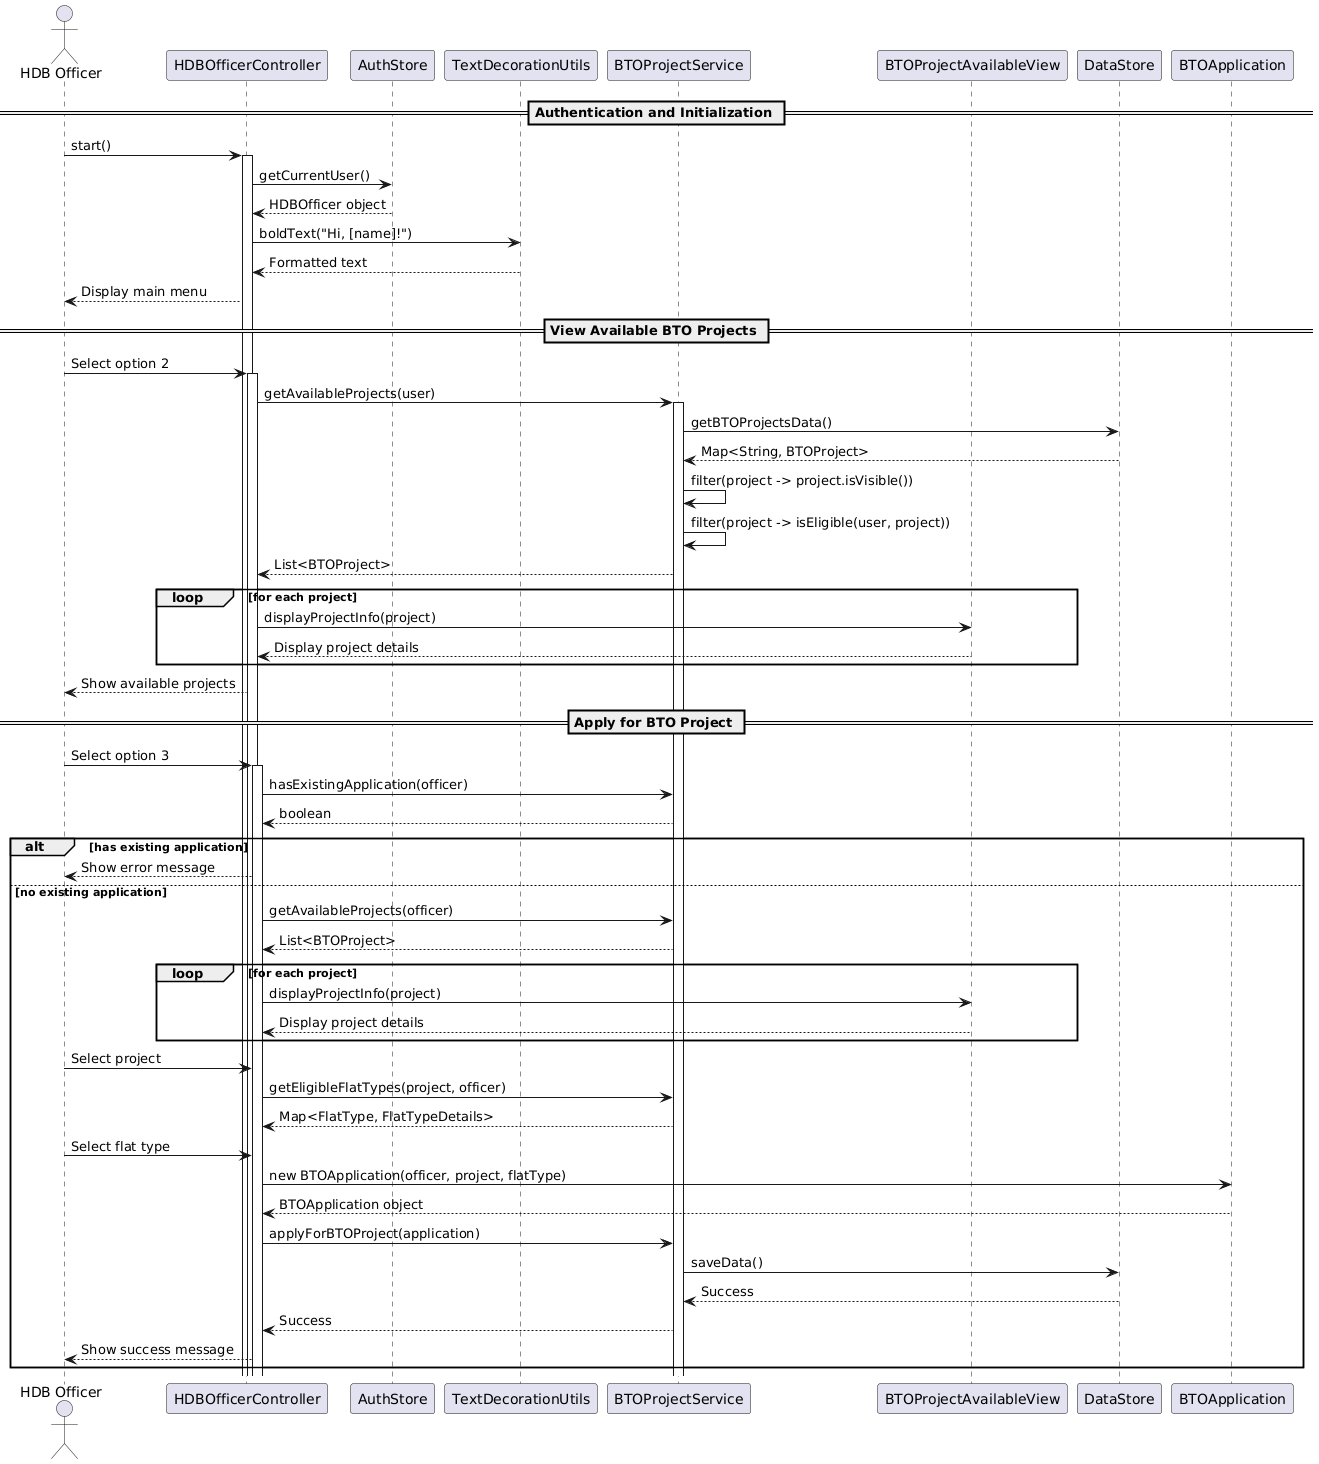 HDB Officer
HDBOfficerController
AuthStore
TextDecorationUtils
BTOProjectService
BTOProjectAvailableView
DataStore
BTOApplication
Authentication and Initialization
start()
getCurrentUser()
HDBOfficer object
boldText("Hi, [name]!")
Formatted text
Display main menu
View Available BTO Projects
Select option 2
getAvailableProjects(user)
getBTOProjectsData()
Map<String, BTOProject>
filter(project -> project.isVisible())
filter(project -> isEligible(user, project))
List<BTOProject>
loop
[for each project]
displayProjectInfo(project)
Display project details
Show available projects
Apply for BTO Project
Select option 3
hasExistingApplication(officer)
boolean
alt
[has existing application]
Show error message
[no existing application]
getAvailableProjects(officer)
List<BTOProject>
loop
[for each project]
displayProjectInfo(project)
Display project details
Select project
getEligibleFlatTypes(project, officer)
Map<FlatType, FlatTypeDetails>
Select flat type
new BTOApplication(officer, project, flatType)
BTOApplication object
applyForBTOProject(application)
saveData()
Success
Success
Show success message
HDB Officer
HDBOfficerController
AuthStore
TextDecorationUtils
BTOProjectService
BTOProjectAvailableView
DataStore
BTOApplication